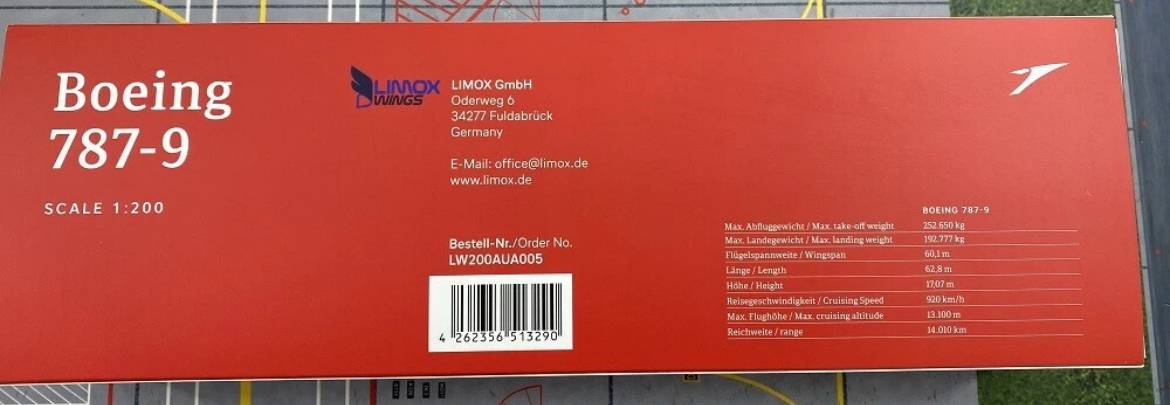 Boeing
787-9
SCALE 1:200
LIMOX
WINGS
LIMOX GmbH
Oderweg 6
34277 Fuldabrück
Germany
E-Mail: office@limox.de
www.limox.de
Bestell-Nr./Order No.
LW200AUA005
4 262356 513290
BOEING 787-9
Max. Abfluggewicht / Max. take-off weight 252.650 kg
Max. Landegewicht / Max. landing weight 192.777 kg
Flügelspannweite / Wingspan 60,1 m
Länge / Length 62,8 m
Höhe / Height 17,07 m
Reisegeschwindigkeit / Cruising Speed 920 km/h
Max. Flughöhe / Max. cruising altitude 13.100 m
Reichweite / range 14.010 km